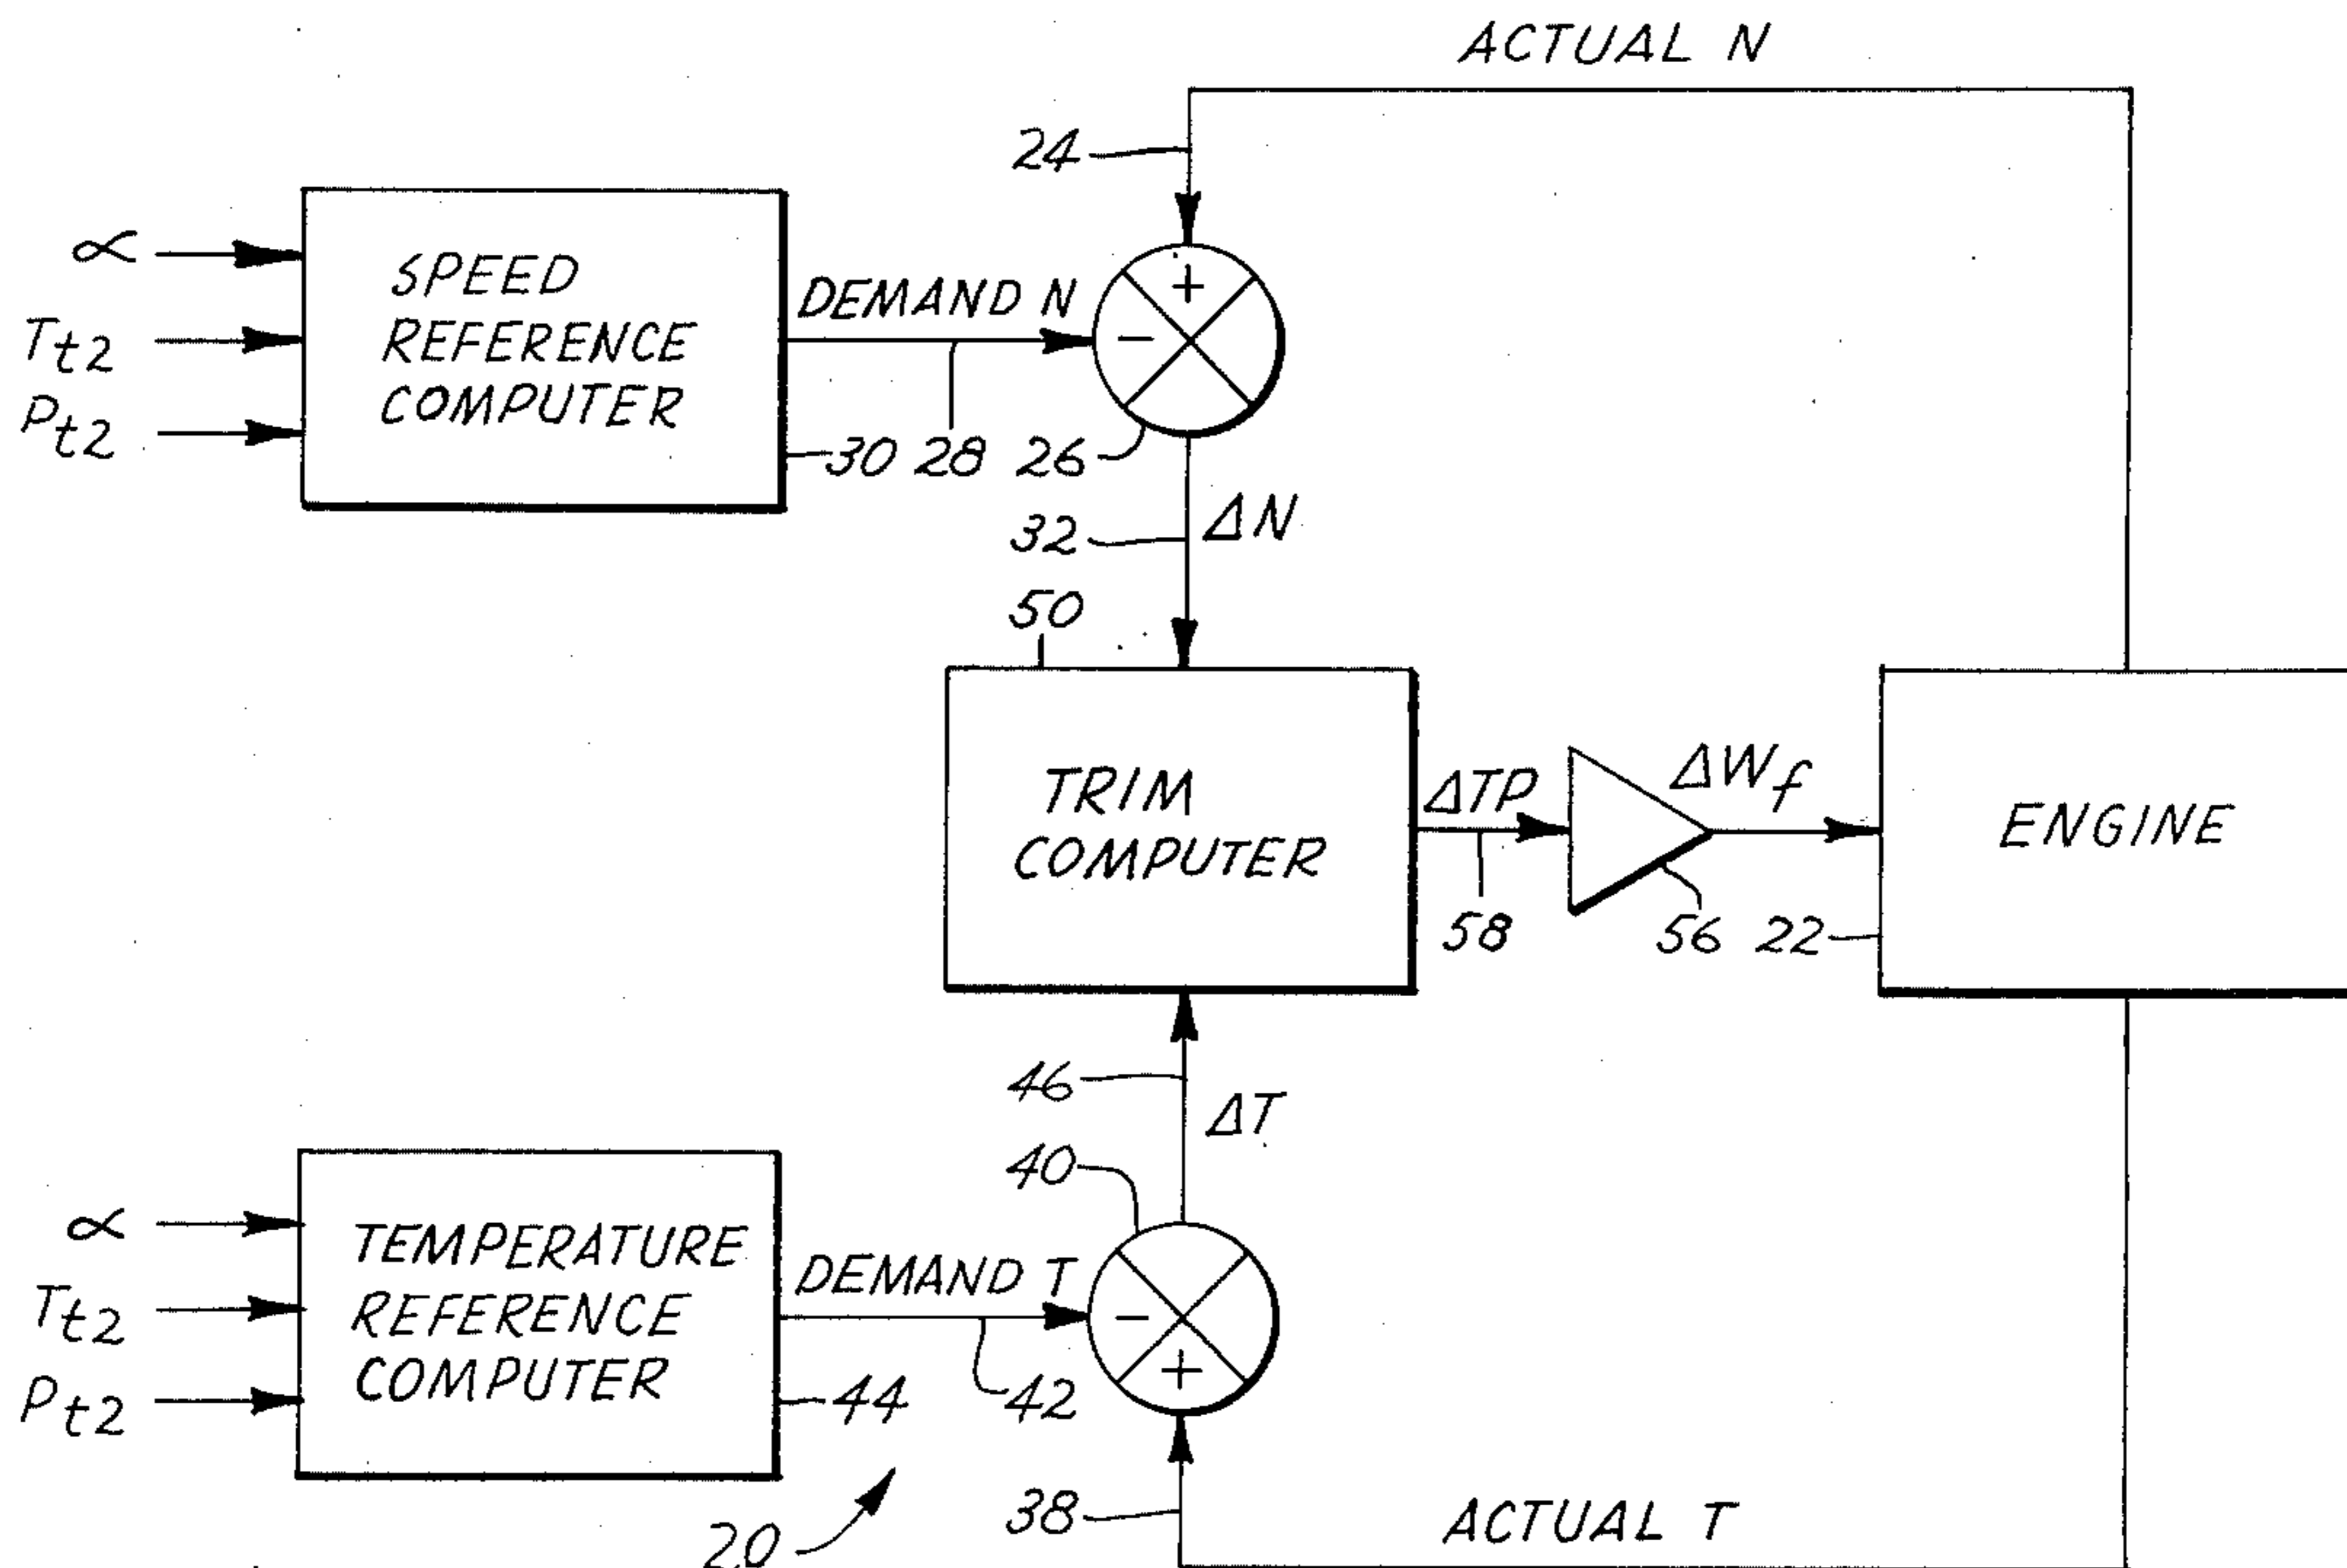 ACTUAL N
24
∝
Tt2
Pt2
SPEED
REFERENCE
COMPUTER
DEMAND N
+
−
30
28
26
32
ΔN
50
TRIM
COMPUTER
ΔTP
ΔWf
ENGINE
58
56
22
46
ΔT
40
∝
Tt2
Pt2
TEMPERATURE
REFERENCE
COMPUTER
DEMAND T
−
+
44
42
20
38
ACTUAL T